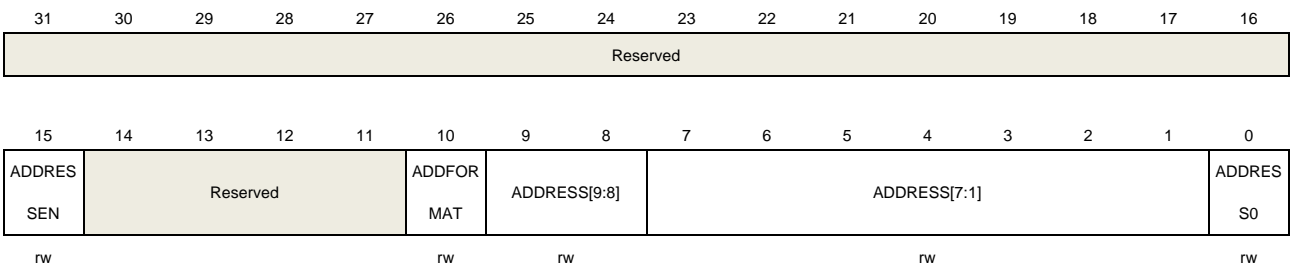 31 30 29 28 27 26 25 24 23 22 21 20 19 18 17 16
Reserved
15 14 13 12 11 10 9 8 7 6 5 4 3 2 1 0
ADDRES ADDFOR ADDRES
Reserved ADDRESS[9:8] ADDRESS[7:1]
SEN MAT S0
rw rw rw rw rw